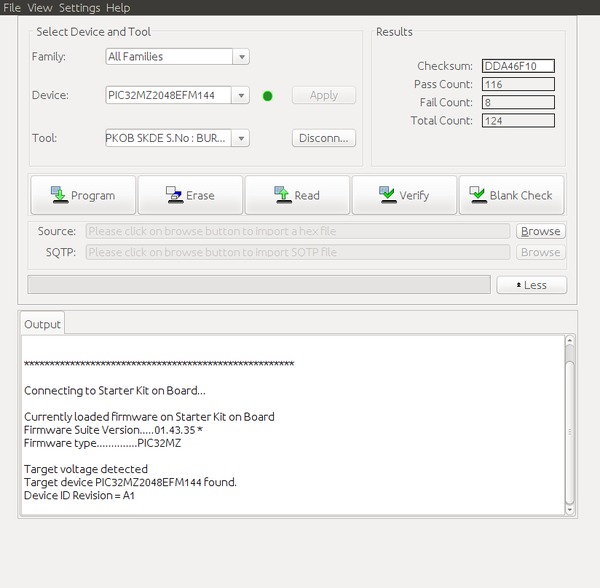 File View Settings Help
Select Device and Tool
Results
Family: All Families
Checksum: DDA46F10
Pass Count: 116
Device: PIC32MZ2048EFM144 Apply
Fail Count: 8
Total Count: 124
Tool: PKOB SKDE S.No : BUR... Disconn...
Program Erase Read Verify Blank Check
Source: Please click on browse button to import a hex file Browse
SQTP: Please click on browse button to import SQTP file Browse
Less
Output
*****************************************************
Connecting to Starter Kit on Board...
Currently loaded firmware on Starter Kit on Board
Firmware Suite Version.....01.43.35 *
Firmware type..............PIC32MZ
Target voltage detected
Target device PIC32MZ2048EFM144 found.
Device ID Revision = A1